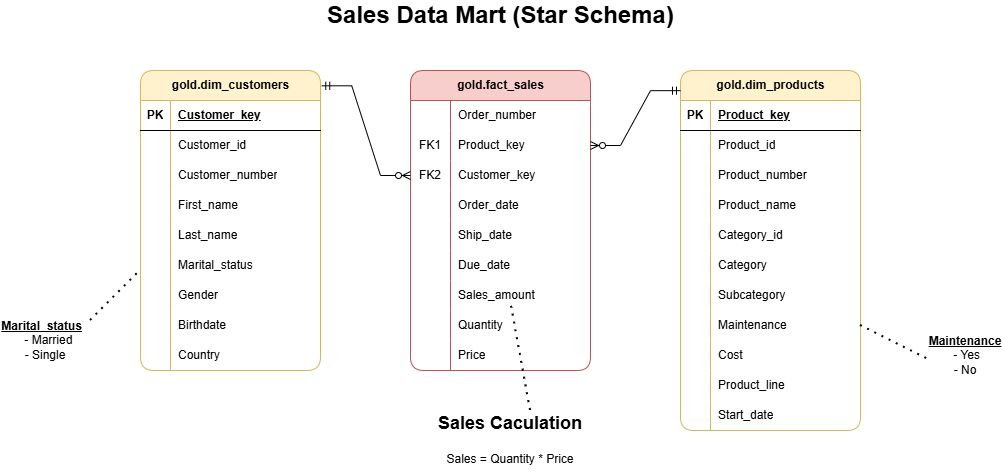 Sales Data Mart (Star Schema)
gold.dim_customers
PK Customer_key
Customer_id
Customer_number
First_name
Last_name
Marital_status
Gender
Birthdate
Country
gold.fact_sales
Order_number
FK1 Product_key
FK2 Customer_key
Order_date
Ship_date
Due_date
Sales_amount
Quantity
Price
gold.dim_products
PK Product_key
Product_id
Product_number
Product_name
Category_id
Category
Subcategory
Maintenance
Cost
Product_line
Start_date
Marital_status
- Married
- Single
Maintenance
- Yes
- No
Sales Caculation
Sales = Quantity * Price